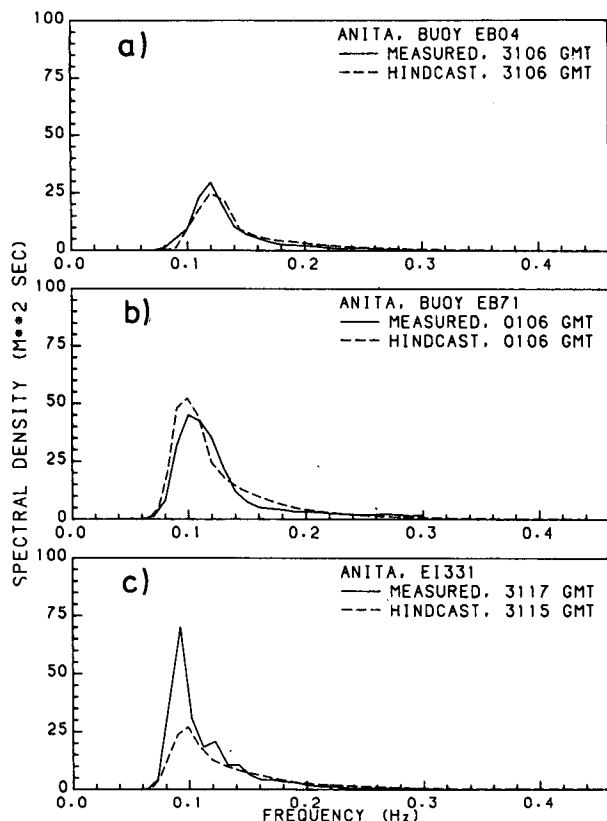 SPECTRAL DENSITY (M**2 SEC)
a)
ANITA, BUOY EB04
MEASURED, 3106 GMT
HINDCAST, 3106 GMT
100
75
50
25
0
0.0 0.1 0.2 0.3 0.4
b)
ANITA, BUOY EB71
MEASURED, 0106 GMT
HINDCAST, 0106 GMT
100
75
50
25
0
0.0 0.1 0.2 0.3 0.4
c)
ANITA, EI331
MEASURED, 3117 GMT
HINDCAST, 3115 GMT
100
75
50
25
0
0.0 0.1 0.2 0.3 0.4
FREQUENCY (Hz)